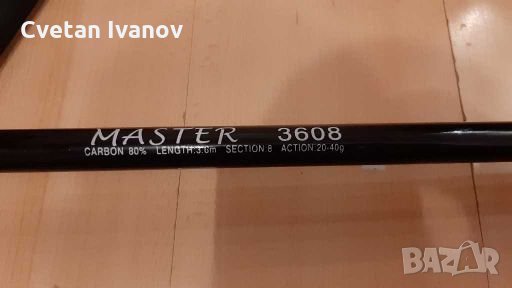 Cvetan Ivanov
MASTER 3608
CARBON 80% LENGTH:3.6m SECTION 8 ACTION:20-40g
BAZAR